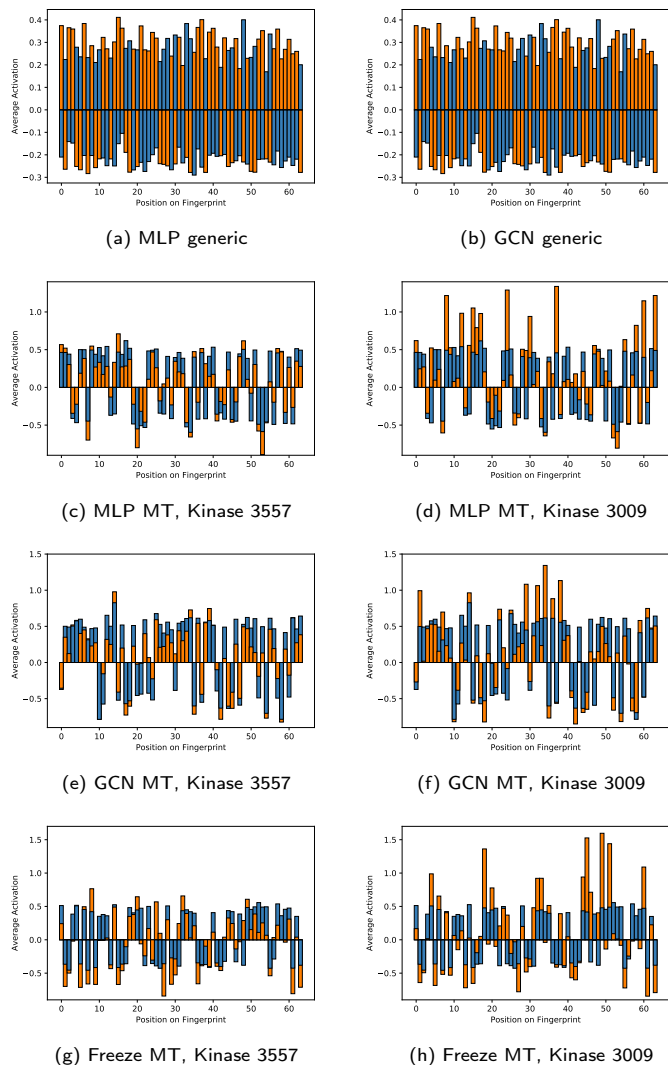 0.4
0.3
0.2
0.1
0.0
−0.1
−0.2
−0.3
Average Activation
0 10 20 30 40 50 60
Position on Fingerprint
(a) MLP generic
0.4
0.3
0.2
0.1
0.0
−0.1
−0.2
−0.3
Average Activation
0 10 20 30 40 50 60
Position on Fingerprint
(b) GCN generic
1.0
0.5
0.0
−0.5
Average Activation
0 10 20 30 40 50 60
Position on Fingerprint
(c) MLP MT, Kinase 3557
1.0
0.5
0.0
−0.5
Average Activation
0 10 20 30 40 50 60
Position on Fingerprint
(d) MLP MT, Kinase 3009
1.5
1.0
0.5
0.0
−0.5
Average Activation
0 10 20 30 40 50 60
Position on Fingerprint
(e) GCN MT, Kinase 3557
1.5
1.0
0.5
0.0
−0.5
Average Activation
0 10 20 30 40 50 60
Position on Fingerprint
(f) GCN MT, Kinase 3009
1.5
1.0
0.5
0.0
−0.5
Average Activation
0 10 20 30 40 50 60
Position on Fingerprint
(g) Freeze MT, Kinase 3557
1.5
1.0
0.5
0.0
−0.5
Average Activation
0 10 20 30 40 50 60
Position on Fingerprint
(h) Freeze MT, Kinase 3009